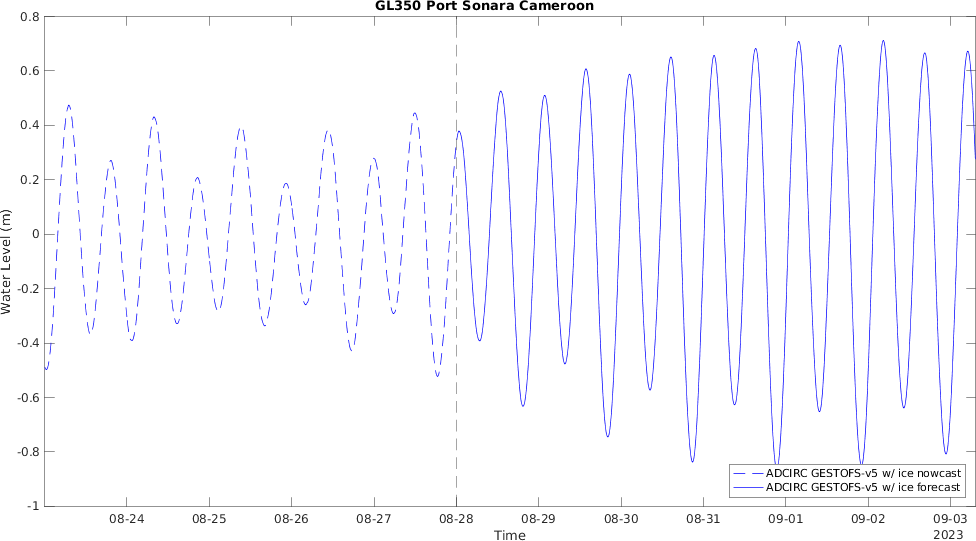 GL350 Port Sonara Cameroon
0.8
0.6
0.4
0.2
0
-0.2
-0.4
-0.6
-0.8
-1
Water Level (m)
ADCIRC GESTOFS-v5 w/ ice nowcast
ADCIRC GESTOFS-v5 w/ ice forecast
08-24 08-25 08-26 08-27 08-28 08-29 08-30 08-31 09-01 09-02 09-03
2023
Time